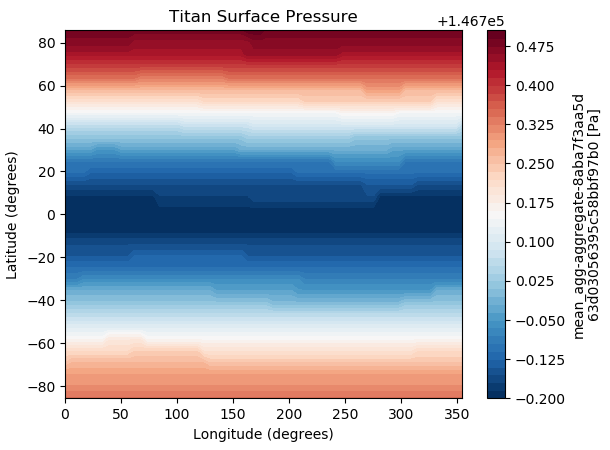 Titan Surface Pressure
+1.467e5
80
60
40
20
0
−20
−40
−60
−80
Latitude (degrees)
0 50 100 150 200 250 300 350
Longitude (degrees)
0.475
0.400
0.325
0.250
0.175
0.100
0.025
−0.050
−0.125
−0.200
mean_agg-aggregate-8aba7f3aa5d
63d03056395c58bbf97b0 [Pa]